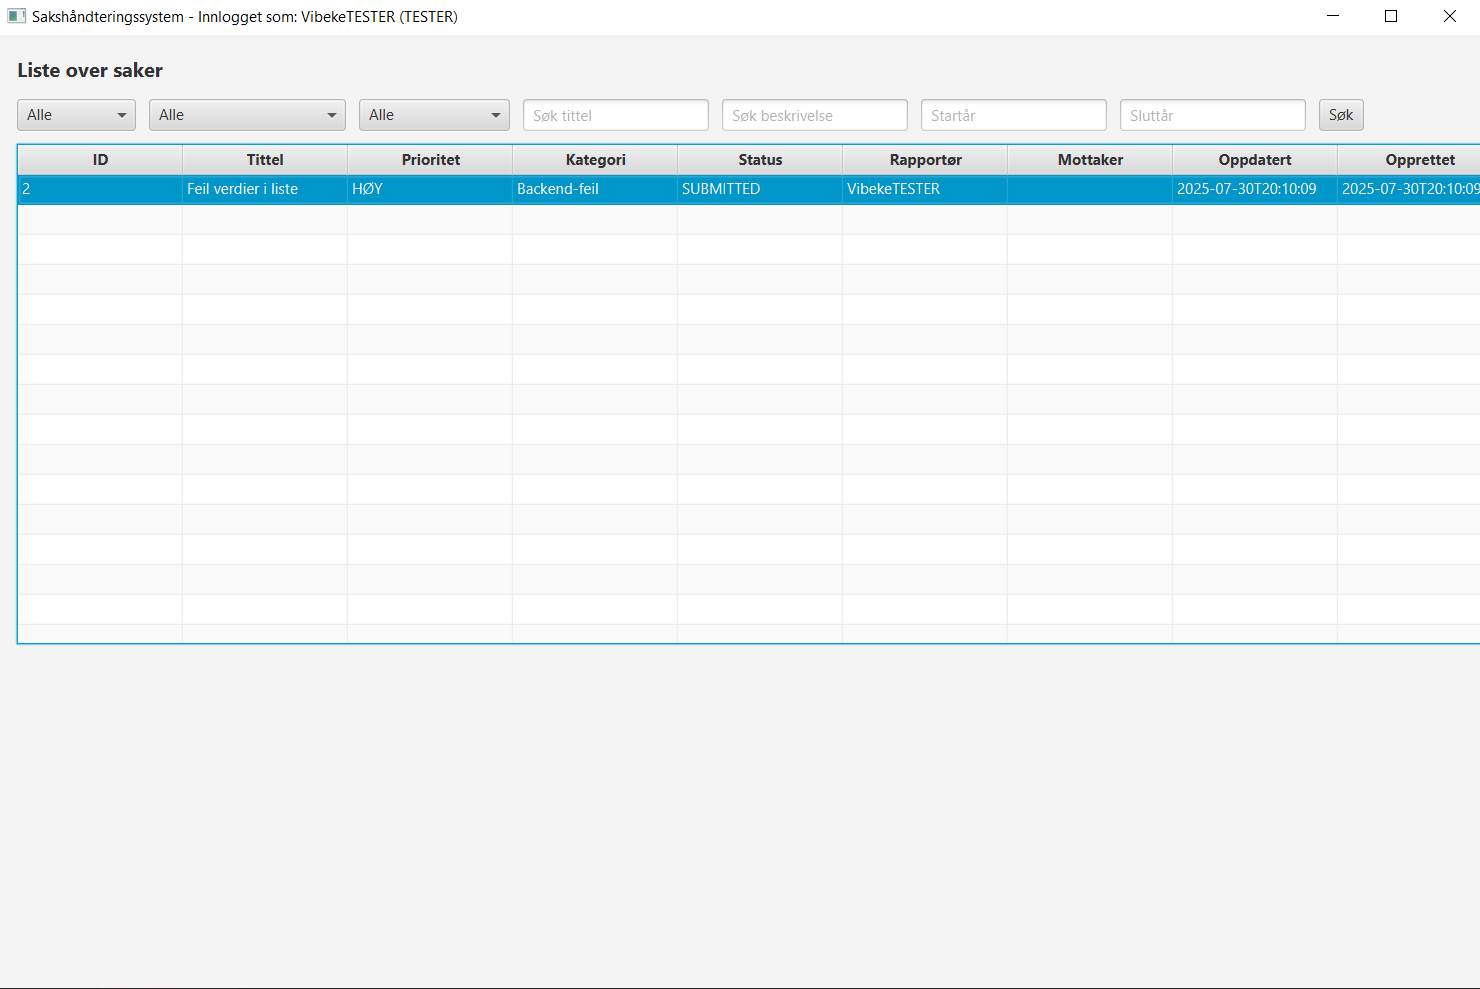 Sakshåndteringssystem - Innlogget som: VibekeTESTER (TESTER)
Liste over saker
Alle Alle Alle Søk tittel Søk beskrivelse Startår Sluttår Søk
ID Tittel Prioritet Kategori Status Rapportør Mottaker Oppdatert Opprettet
2 Feil verdier i liste HØY Backend-feil SUBMITTED VibekeTESTER 2025-07-30T20:10:09 2025-07-30T20:10:09